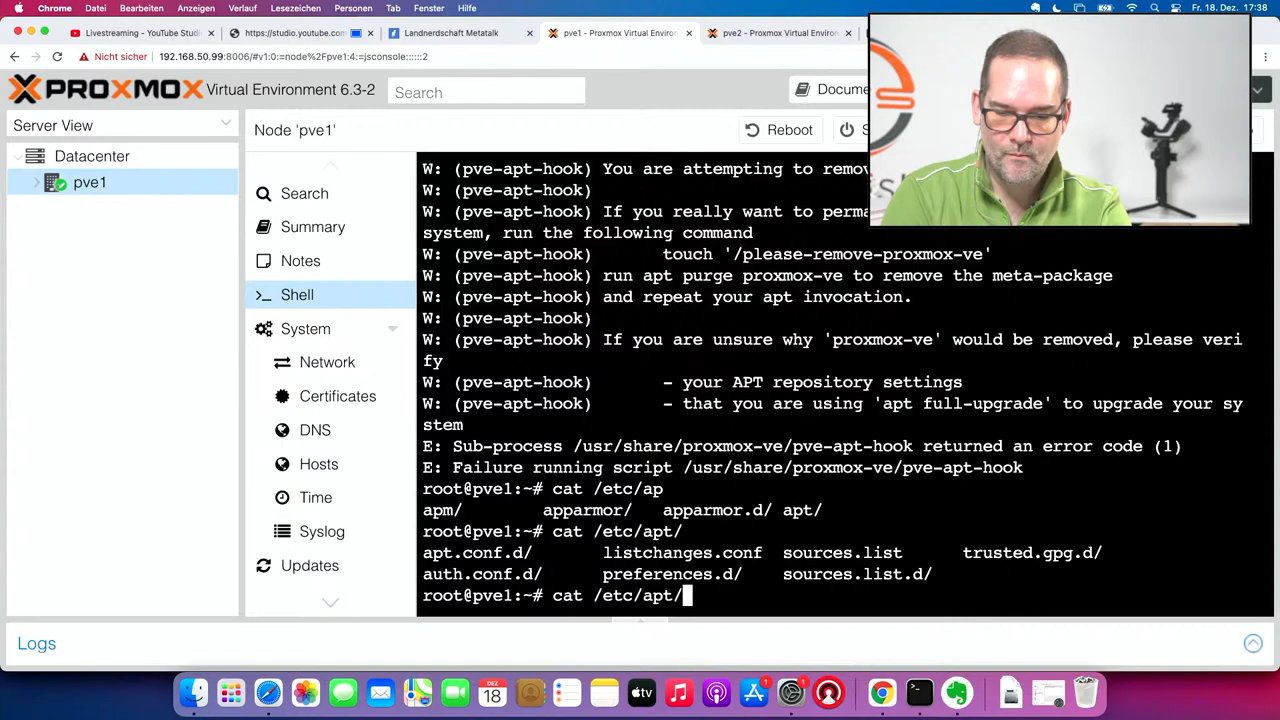 Chrome Datei Bearbeiten Anzeigen Verlauf Lesezeichen Personen Tab Fenster Hilfe
Fr. 18. Dez. 17:38
Livestreaming - YouTube Studi
https://studio.youtube.com
Landnerdschaft Metatalk
pve1 - Proxmox Virtual Environ
pve2 - Proxmox Virtual Environ
Nicht sicher 192.168.50.99:8006/#v1:0:=node%2Fpve1:4:=jsconsole::::::2
PROXMOX Virtual Environment 6.3-2
Search
Docume
Server View
Node 'pve1'
Reboot
S
Datacenter
pve1
Search
Summary
Notes
Shell
System
Network
Certificates
DNS
Hosts
Time
Syslog
Updates
W: (pve-apt-hook) You are attempting to remov
W: (pve-apt-hook)
W: (pve-apt-hook) If you really want to perma
system, run the following command
W: (pve-apt-hook) touch '/please-remove-proxmox-ve'
W: (pve-apt-hook) run apt purge proxmox-ve to remove the meta-package
W: (pve-apt-hook) and repeat your apt invocation.
W: (pve-apt-hook)
W: (pve-apt-hook) If you are unsure why 'proxmox-ve' would be removed, please veri
fy
W: (pve-apt-hook) - your APT repository settings
W: (pve-apt-hook) - that you are using 'apt full-upgrade' to upgrade your sy
stem
E: Sub-process /usr/share/proxmox-ve/pve-apt-hook returned an error code (1)
E: Failure running script /usr/share/proxmox-ve/pve-apt-hook
root@pve1:~# cat /etc/ap
apm/ apparmor/ apparmor.d/ apt/
root@pve1:~# cat /etc/apt/
apt.conf.d/ listchanges.conf sources.list trusted.gpg.d/
auth.conf.d/ preferences.d/ sources.list.d/
root@pve1:~# cat /etc/apt/
Logs
DEZ
18
tv
1
1